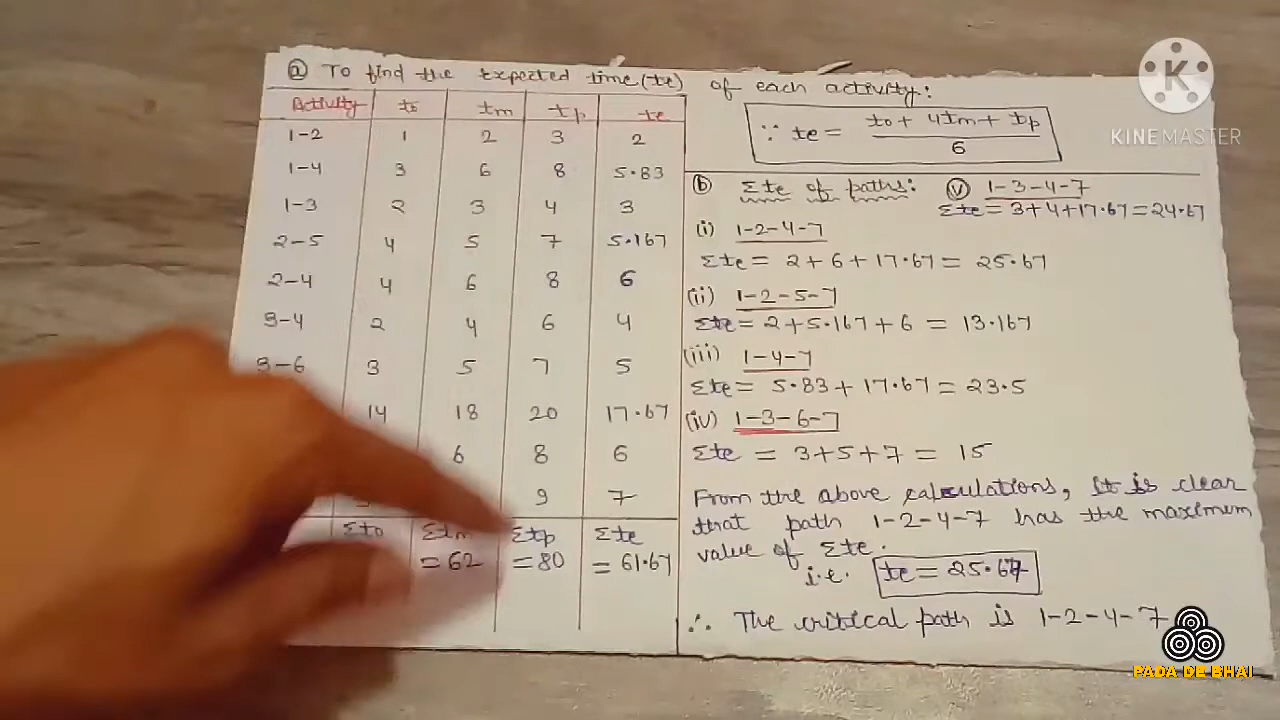 ⓐ To find the Expected time (te) of each activity:
Activity to tm tp te
1-2 1 2 3 2
1-4 3 6 8 5.83
1-3 2 3 4 3
2-5 4 5 7 5.167
2-4 4 6 8 6
3-4 2 4 6 4
3-6 3 5 7 5
14 18 20 17.67
6 8 6
9 7
Σto Σtm Σtp Σte
= 62 = 80 = 61.67
∵ te = to + 4tm + tp / 6
ⓑ Σte of paths:
(i) 1-2-4-7
Σte = 2 + 6 + 17.67 = 25.67
(ii) 1-2-5-7
Σte = 2 + 5.167 + 6 = 13.167
(iii) 1-4-7
Σte = 5.83 + 17.67 = 23.5
(iv) 1-3-6-7
Σte = 3 + 5 + 7 = 15
ⓥ 1-3-4-7
Σte = 3 + 4 + 17.67 = 24.67
From the above calculations, It is clear
that path 1-2-4-7 has the maximum
value of Σte.
i.e. te = 25.67
∴ The critical path is 1-2-4-7
K
KINEMASTER
PADA DE BHAI